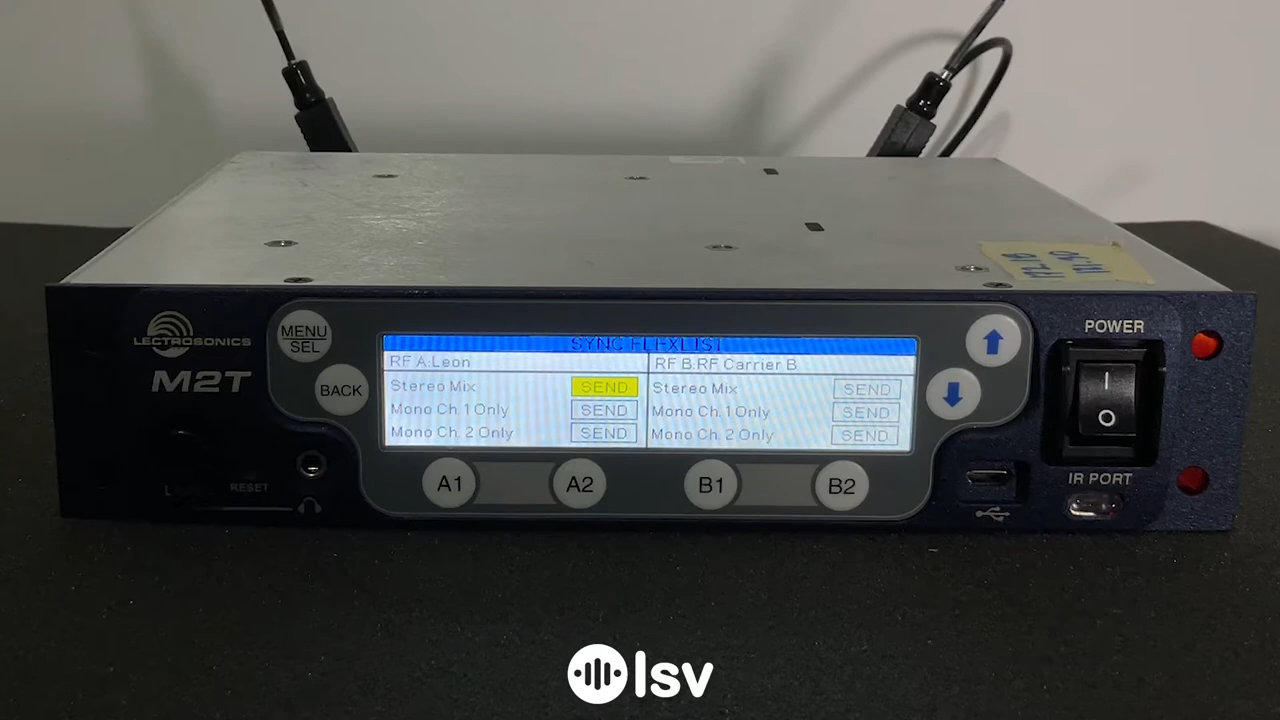 LECTROSONICS
M2T
MENU
SEL
BACK
SYNC FLEXLIST
RF A:Leon
RF B:RF Carrier B
Stereo Mix SEND
Stereo Mix SEND
Mono Ch. 1 Only SEND
Mono Ch. 1 Only SEND
Mono Ch. 2 Only SEND
Mono Ch. 2 Only SEND
A1
A2
B1
B2
RESET
POWER
IR PORT
lsv